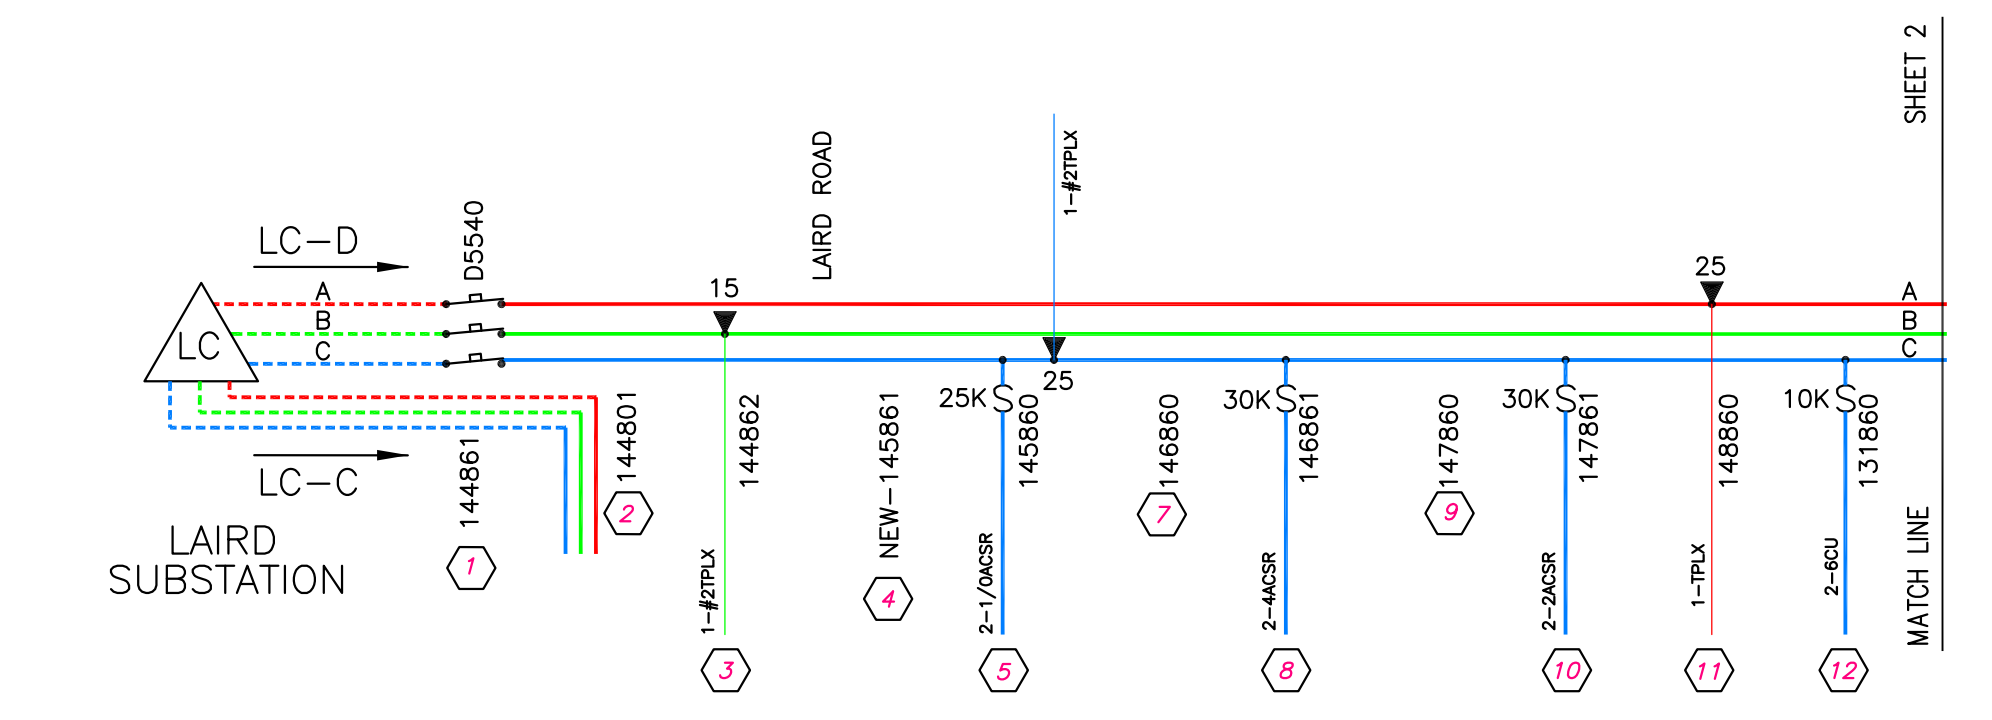 SHEET 2
LAIRD ROAD
1-#2TPLX
LC-D
D5540
15
25
A
B
C
A
B
C
LC
25K
25
30K
30K
10K
LC-C
144861
144801
144862
NEW-145861
145860
146860
146861
147860
147861
148860
131860
LAIRD
SUBSTATION
1-#2TPLX
2-1/0ACSR
2-4ACSR
2-2ACSR
1-TPLX
2-6CU
MATCH LINE
1
2
3
4
5
7
8
9
10
11
12